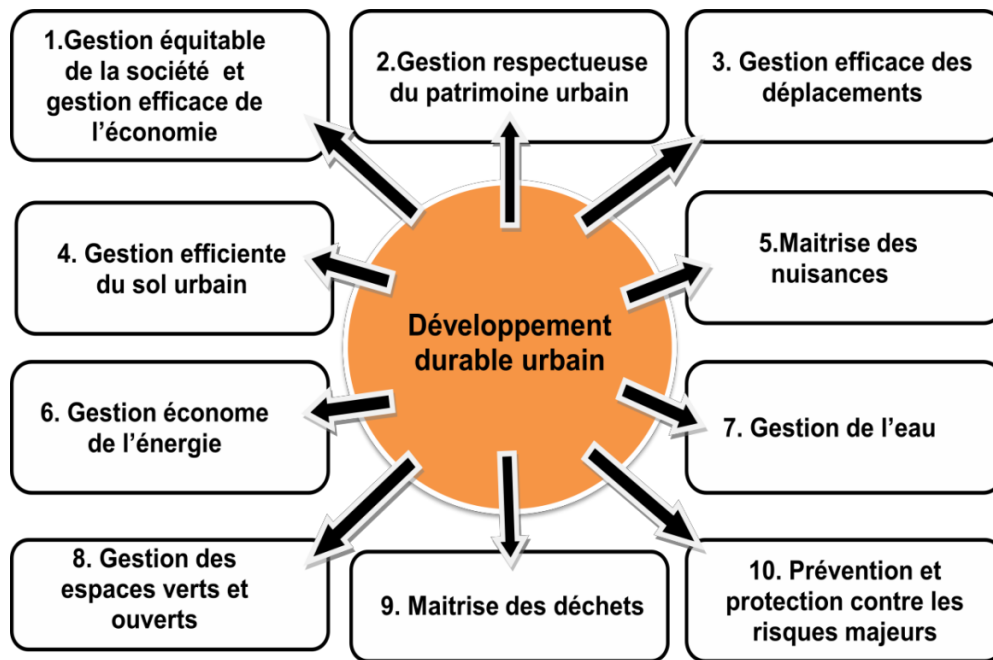 1.Gestion équitable
de la société et
gestion efficace de
l'économie
2.Gestion respectueuse
du patrimoine urbain
3. Gestion efficace des
déplacements
4. Gestion efficiente
du sol urbain
5.Maitrise des
nuisances
Développement
durable urbain
6. Gestion économe
de l'énergie
7. Gestion de l'eau
8. Gestion des
espaces verts et
ouverts
9. Maitrise des déchets
10. Prévention et
protection contre les
risques majeurs